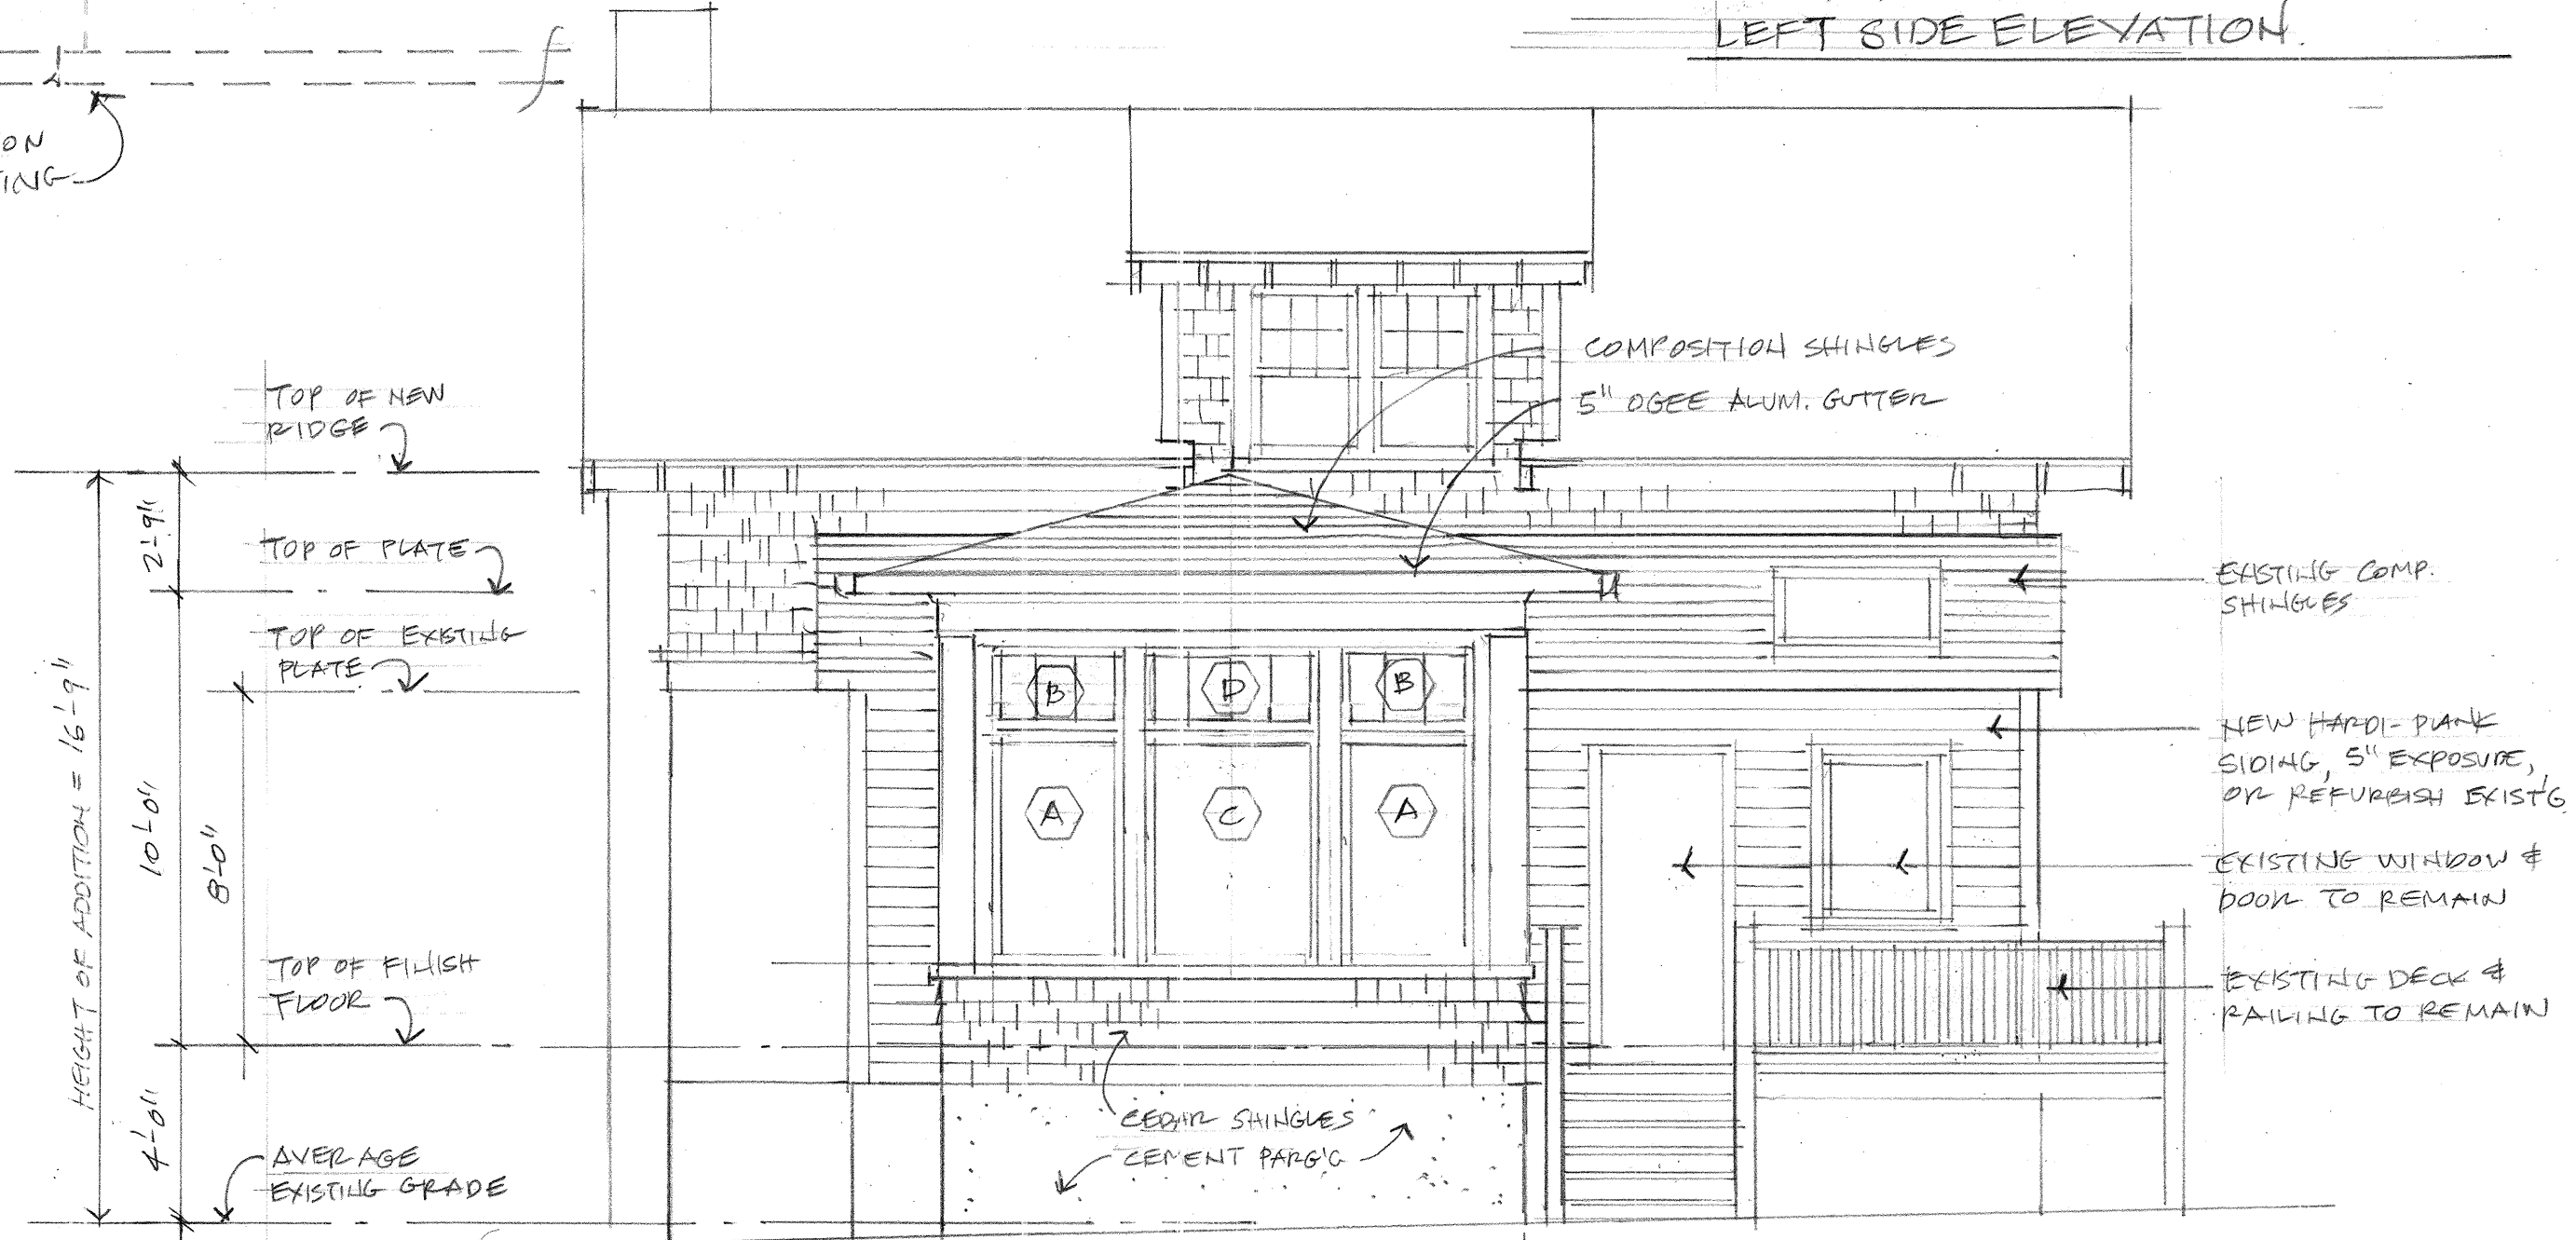 LEFT SIDE ELEVATION.
ON
TING
COMPOSITION SHINGLES
5" OGEE ALUM. GUTTER
TOP OF NEW
RIDGE
2'-9"
TOP OF PLATE
TOP OF EXISTING
PLATE
HEIGHT OF ADDITION = 16'-9"
10'-0"
8'-0"
TOP OF FINISH
FLOOR
4'-0"
AVERAGE
EXISTING GRADE
B
D
B
A
C
A
CEDAR SHINGLES
CEMENT PARG'G
EXISTING COMP.
SHINGLES
NEW HARDI-PLANK
SIDING, 5" EXPOSURE,
OR REFURBISH EXIST'G
EXISTING WINDOW &
DOOR TO REMAIN
EXISTING DECK &
RAILING TO REMAIN